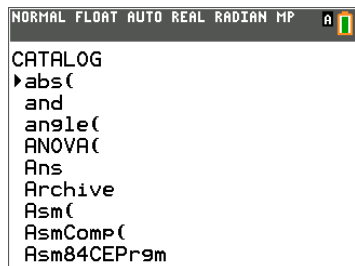 NORMAL FLOAT AUTO REAL RADIAN MP A
CATALOG
abs(
and
angle(
ANOVA(
Ans
Archive
Asm(
AsmComp(
Asm84CEPrgm